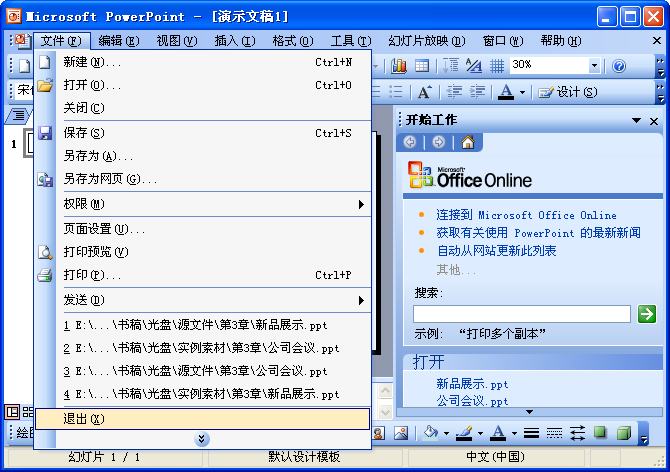 Microsoft PowerPoint - [演示文稿1]
文件(F) 编辑(E) 视图(V) 插入(I) 格式(O) 工具(T) 幻灯片放映(D) 窗口(W) 帮助(H)
30%
设计(S)
新建(N)... Ctrl+N
打开(O)... Ctrl+O
关闭(C)
保存(S) Ctrl+S
另存为(A)...
另存为网页(G)...
权限(M)
页面设置(U)...
打印预览(V)
打印(P)... Ctrl+P
发送(D)
1 E:\...\书稿\光盘\源文件\第3章\新品展示.ppt
2 E:\...\书稿\光盘\实例素材\第3章\公司会议.ppt
3 E:\...\书稿\光盘\源文件\第3章\公司会议.ppt
4 E:\...\书稿\光盘\实例素材\第3章\新品展示.ppt
退出(X)
1
开始工作
Microsoft
Office Online
连接到 Microsoft Office Online
获取有关使用 PowerPoint 的最新新闻
自动从网站更新此列表
其他...
搜索:
示例: “打印多个副本”
打开
新品展示.ppt
公司会议.ppt
幻灯片 1 / 1 默认设计模板 中文(中国)